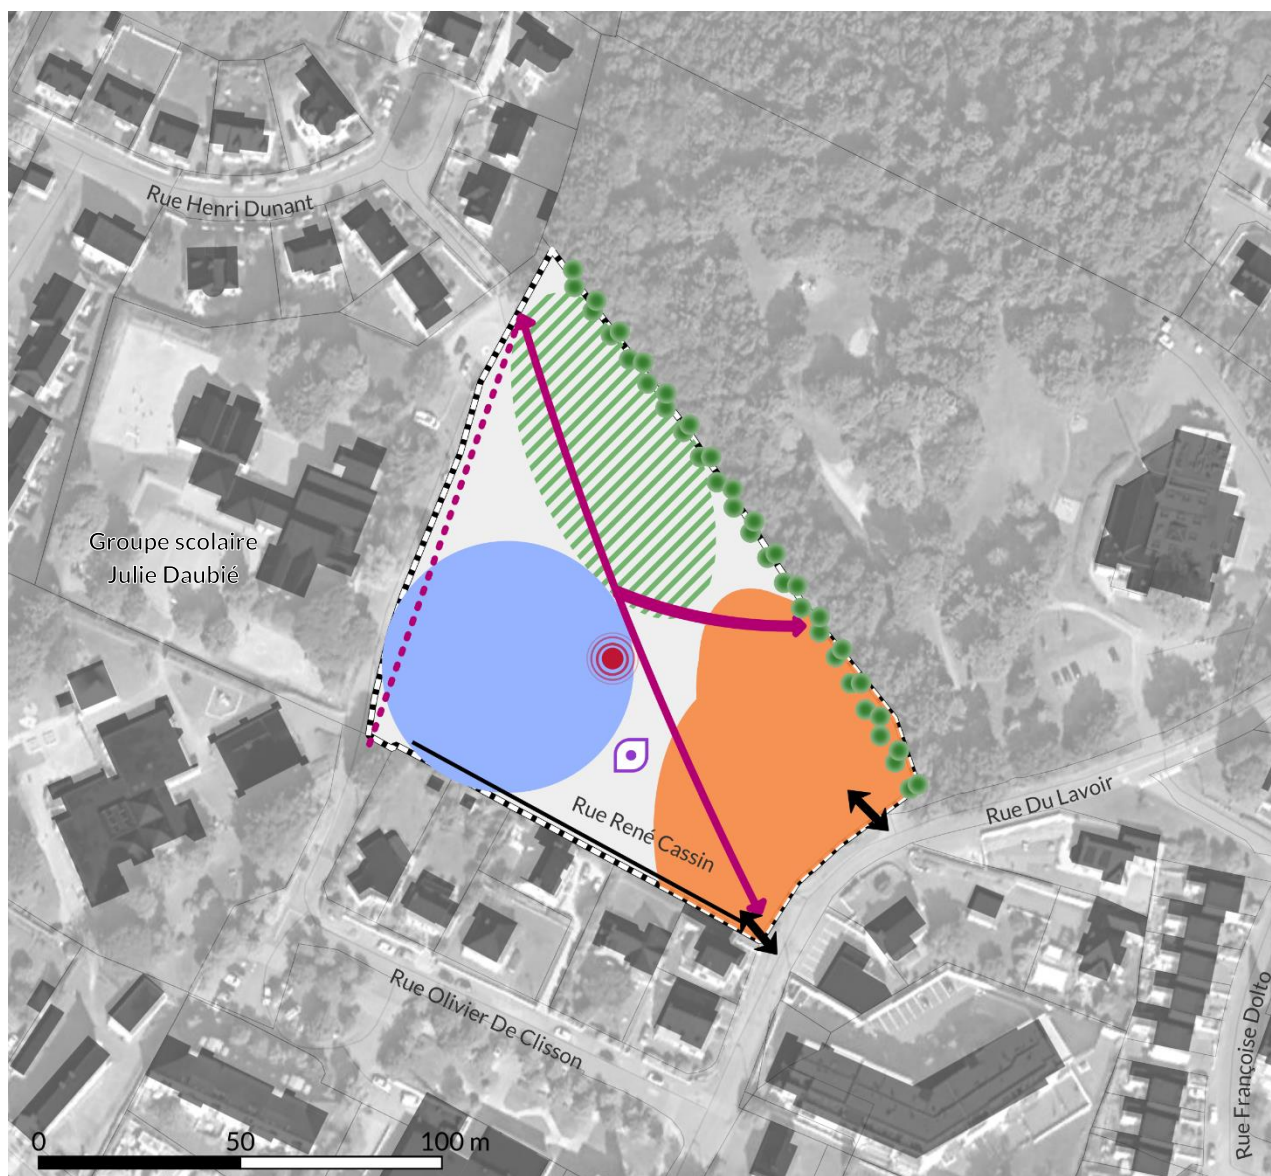 Rue Henri Dunant
Groupe scolaire
Julie Daubié
Rue René Cassin
Rue Du Lavoir
Rue Olivier De Clisson
Rue Françoise Dolto
0 50 100 m